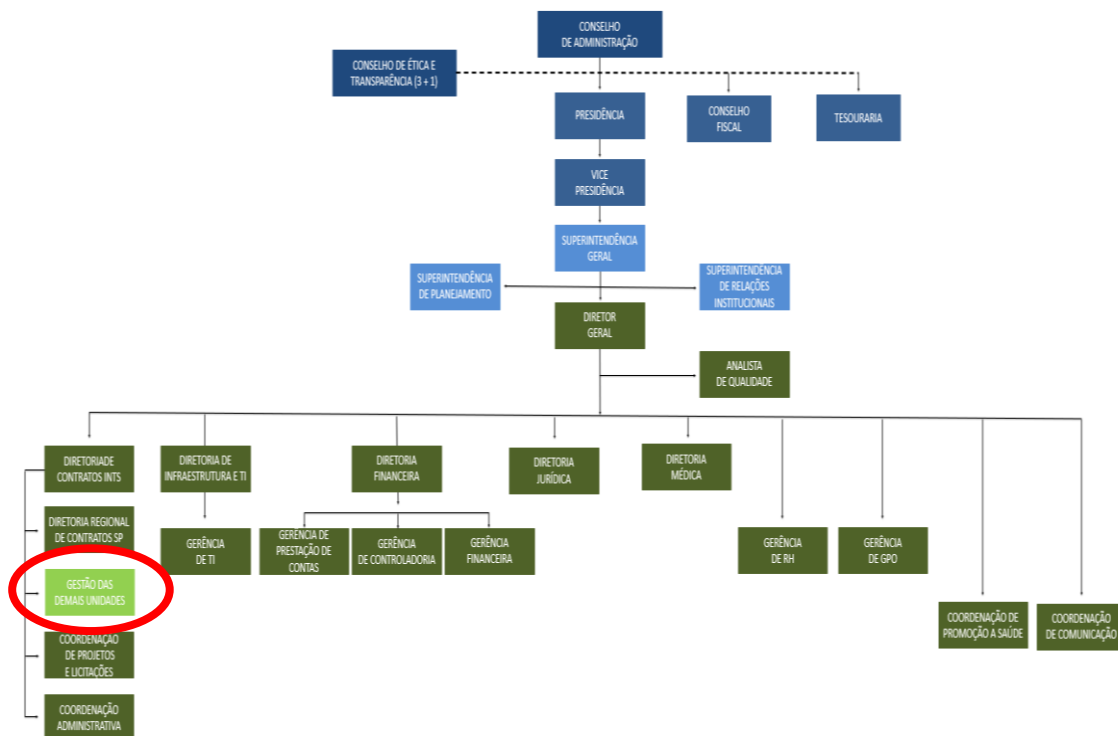 CONSELHO
DE ADMINISTRAÇÃO
CONSELHO DE ÉTICA E
TRANSPARÊNCIA (3 + 1)
PRESIDÊNCIA
CONSELHO
FISCAL
TESOURARIA
VICE
PRESIDÊNCIA
SUPERINTENDÊNCIA
GERAL
SUPERINTENDÊNCIA
DE PLANEJAMENTO
SUPERINTENDÊNCIA
DE RELAÇÕES
INSTITUCIONAIS
DIRETOR
GERAL
ANALISTA
DE QUALIDADE
DIRETORIADE
CONTRATOS INTS
DIRETORIA DE
INFRAESTRUTURA E TI
DIRETORIA
FINANCEIRA
DIRETORIA
JURÍDICA
DIRETORIA
MÉDICA
DIRETORIA REGIONAL
DE CONTRATOS SP
GERÊNCIA
DE TI
GERÊNCIA DE
PRESTAÇÃO DE
CONTAS
GERÊNCIA
DE CONTROLADORIA
GERÊNCIA
FINANCEIRA
GERÊNCIA
DE RH
GERÊNCIA
DE GPO
GESTÃO DAS
DEMAIS UNIDADES
COORDENAÇÃO
DE PROJETOS
E LICITAÇÕES
COORDENAÇÃO DE
PROMOÇÃO A SAÚDE
COORDENAÇÃO
DE COMUNICAÇÃO
COORDENAÇÃO
ADMINISTRATIVA